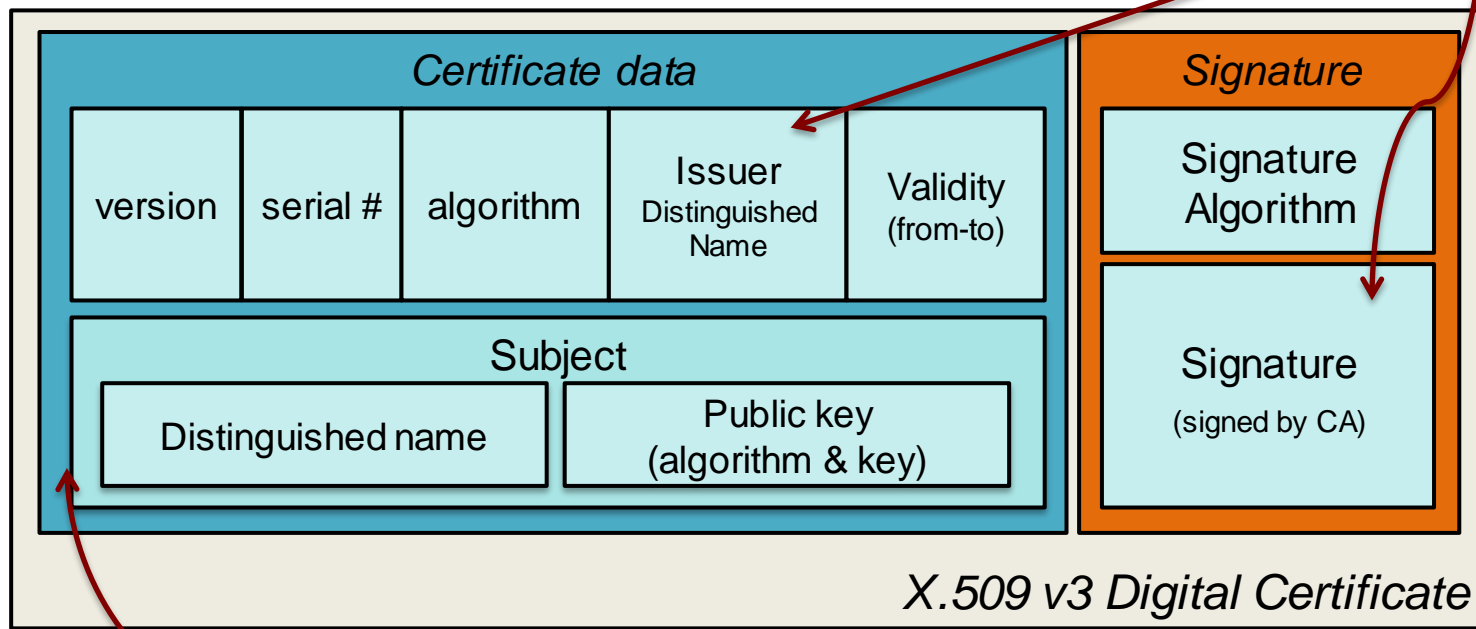 Certificate data
version
serial #
algorithm
Issuer
Distinguished
Name
Validity
(from-to)
Subject
Distinguished name
Public key
(algorithm & key)
Signature
Signature
Algorithm
Signature
(signed by CA)
X.509 v3 Digital Certificate